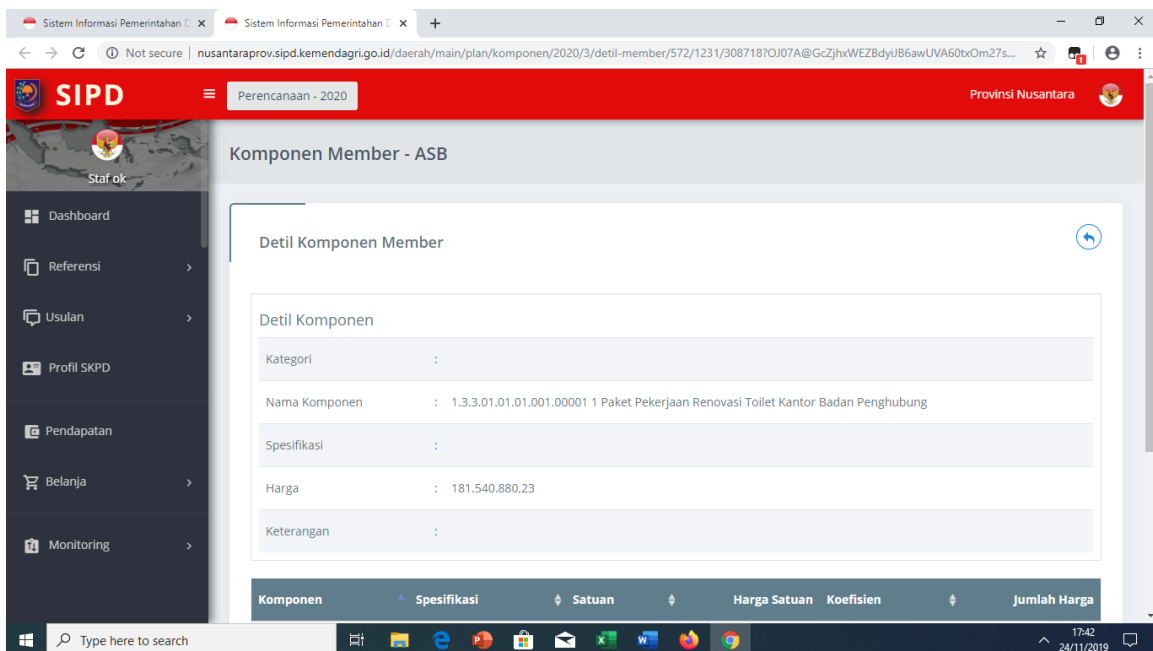 Sistem Informasi Pemerintahan D
Sistem Informasi Pemerintahan D
Not secure | nusantaraprov.sipd.kemendagri.go.id/daerah/main/plan/komponen/2020/3/detil-member/572/1231/308718?OJ07A@GcZjhxWEZBdyiJB6awUVA60txOm27s...
1
SIPD
Perencanaan - 2020
Provinsi Nusantara
Staf ok
Komponen Member - ASB
Dashboard
Referensi
Usulan
Profil SKPD
Pendapatan
Belanja
Monitoring
Detil Komponen Member
Detil Komponen
Kategori :
Nama Komponen : 1.3.3.01.01.01.001.00001 1 Paket Pekerjaan Renovasi Toilet Kantor Badan Penghubung
Spesifikasi :
Harga : 181.540.880,23
Keterangan :
Komponen Spesifikasi Satuan Harga Satuan Koefisien Jumlah Harga
Type here to search
17:42
24/11/2019